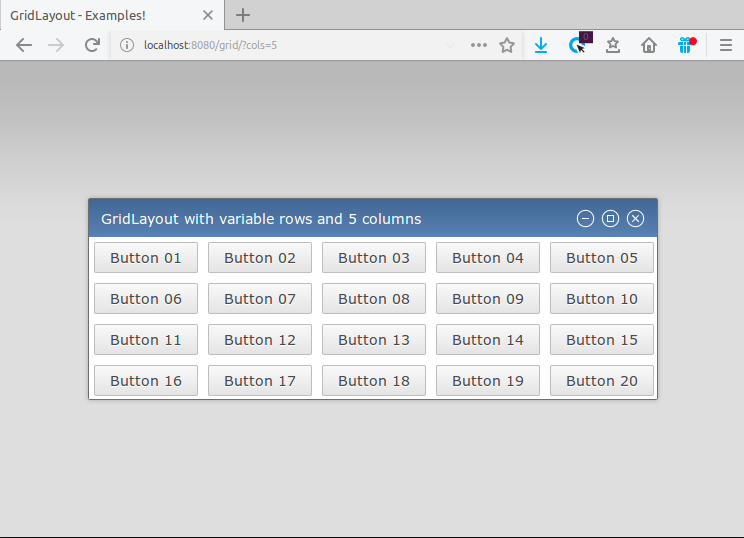 GridLayout - Examples!
localhost:8080/grid/?cols=5
0
GridLayout with variable rows and 5 columns
Button 01 Button 02 Button 03 Button 04 Button 05
Button 06 Button 07 Button 08 Button 09 Button 10
Button 11 Button 12 Button 13 Button 14 Button 15
Button 16 Button 17 Button 18 Button 19 Button 20